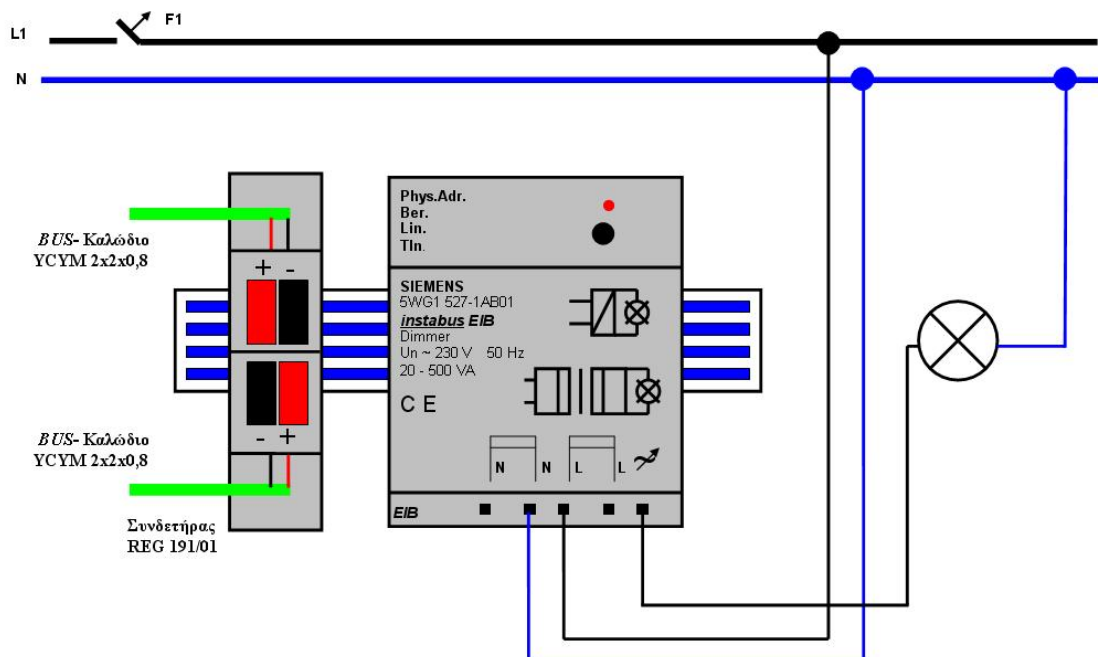 L1
F1
N
Phys.Adr.
Ber.
Lin.
Tln.
BUS- Καλώδιο
YCYM 2x2x0,8
+ -
SIEMENS
5WG1 527-1AB01
instabus EIB
Dimmer
Un ~ 230 V 50 Hz
20 - 500 VA
C E
- +
BUS- Καλώδιο
YCYM 2x2x0,8
N N L L
EIB
Συνδετήρας
REG 191/01